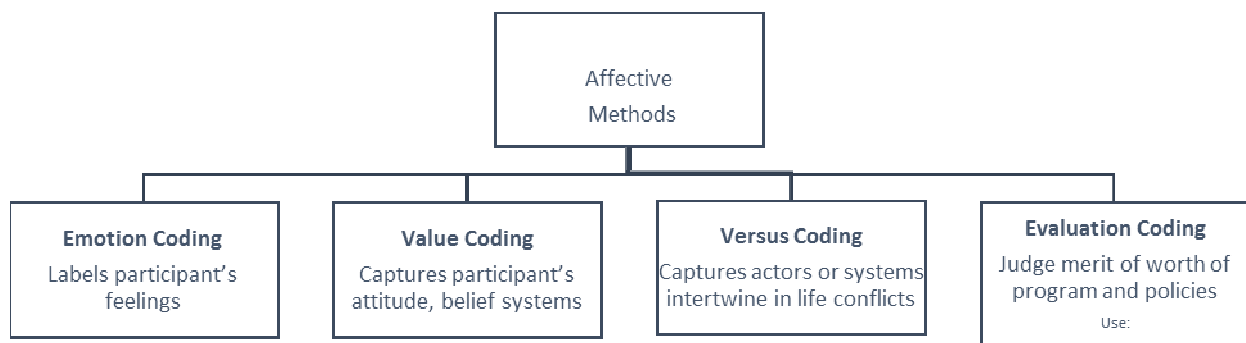 Affective
Methods
Emotion Coding
Labels participant's
feelings
Value Coding
Captures participant's
attitude, belief systems
Versus Coding
Captures actors or systems
intertwine in life conflicts
Evaluation Coding
Judge merit of worth of
program and policies
Use: